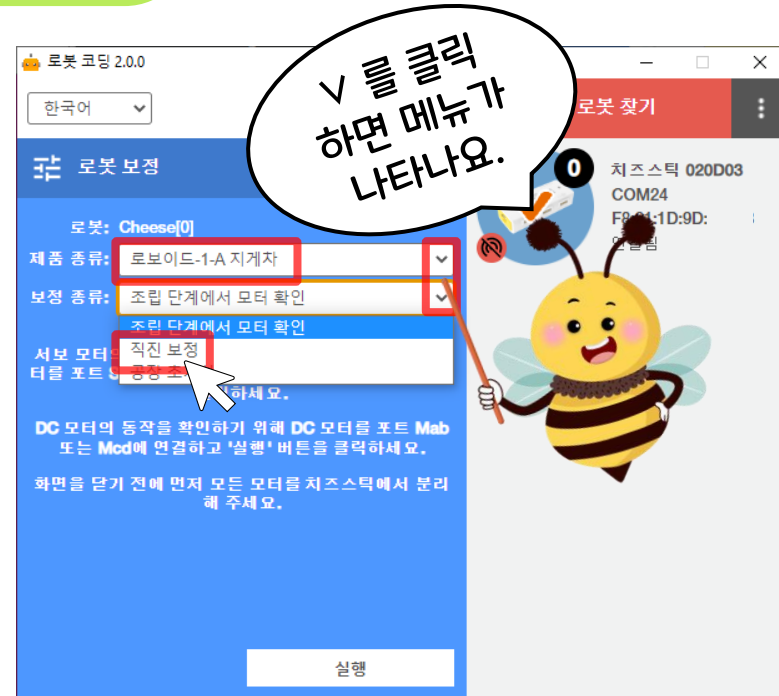 로봇 코딩 2.0.0
한국어
∨ 를 클릭
하면 메뉴가
나타나요.
로봇 찾기
로봇 보정
0
치즈스틱 020D03
COM24
1D:9D:
로봇: Cheese[0]
제품 종류: 로보이드-1-A 지게차
보정 종류: 조립 단계에서 모터 확인
조립 단계에서 모터 확인
직진 보정
공장 초
서보 모터의
터를 포트
하세요.
DC 모터의 동작을 확인하기 위해 DC 모터를 포트 Mab
또는 Mcd에 연결하고 '실행' 버튼을 클릭하세요.
화면을 닫기 전에 먼저 모든 모터를 치즈스틱에서 분리
해 주세요.
실행